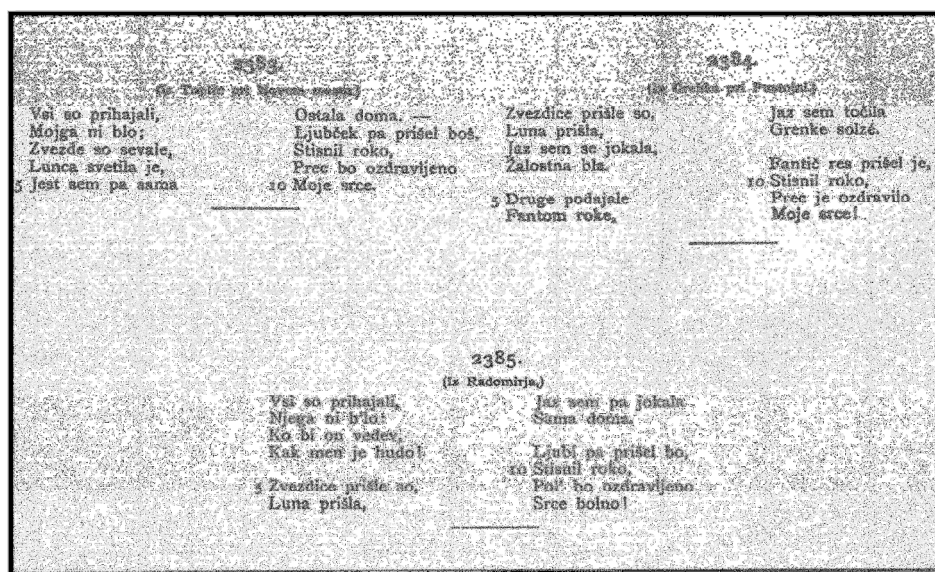 2383.
(Iz
Vsi so prihajali,
Mojga ni blo;
Zvezde so sevale,
Lunca svetila je,
5 Jest sem pa sama
Ostala doma. —
Ljubček pa prišel boš,
Stisnil roko,
Prec bo ozdravljeno
10 Moje srce.
2384.
(Iz pri
Zvezdice prišle so,
Luna prišla,
Jaz sem se jokala,
Žalostna bla.
5 Druge podajale
Fantom roke,
Jaz sem točila
Grenke solzé.
Fantič res prišel je,
10 Stisnil roko,
Prec je ozdravilo
Moje srce!
2385.
(Iz Radomirja.)
Vsi so prihajali,
Njega ni b'lo!
Ko bi on vedev,
Kak men je hudo!
5 Zvezdice prišle so,
Luna prišla,
Jaz sem pa jokala
Sama doma.
Ljubi pa prišel bo,
10 Stisnil roko,
Pol' bo ozdravljeno
Srce bolno!